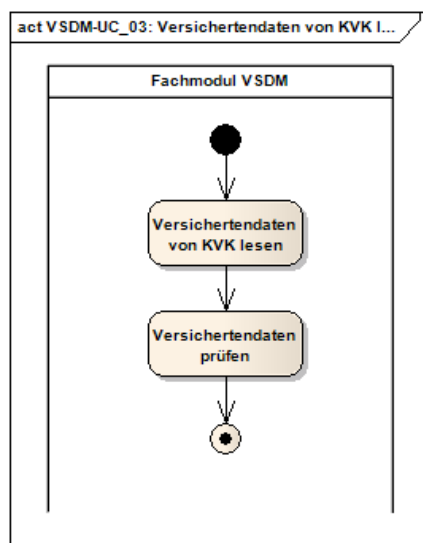 act VSDM-UC_03: Versichertendaten von KVK l...
Fachmodul VSDM
Versichertendaten
von KVK lesen
Versichertendaten
prüfen